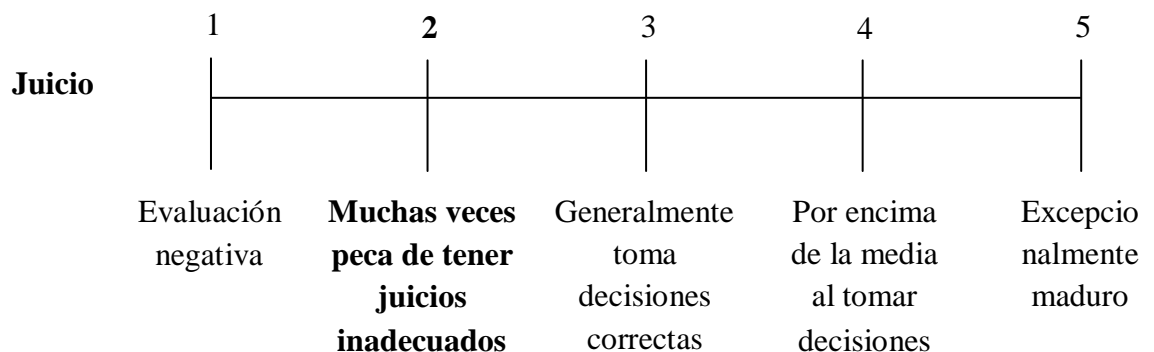 1 2 3 4 5
Juicio
Evaluación
negativa
Muchas veces
peca de tener
juicios
inadecuados
Generalmente
toma
decisiones
correctas
Por encima
de la media
al tomar
decisiones
Excepcio
nalmente
maduro